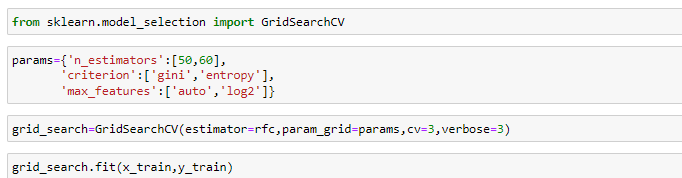 from sklearn.model_selection import GridSearchCV
params={'n_estimators':[50,60],
'criterion':['gini','entropy'],
'max_features':['auto','log2']}
grid_search=GridSearchCV(estimator=rfc,param_grid=params,cv=3,verbose=3)
grid_search.fit(x_train,y_train)